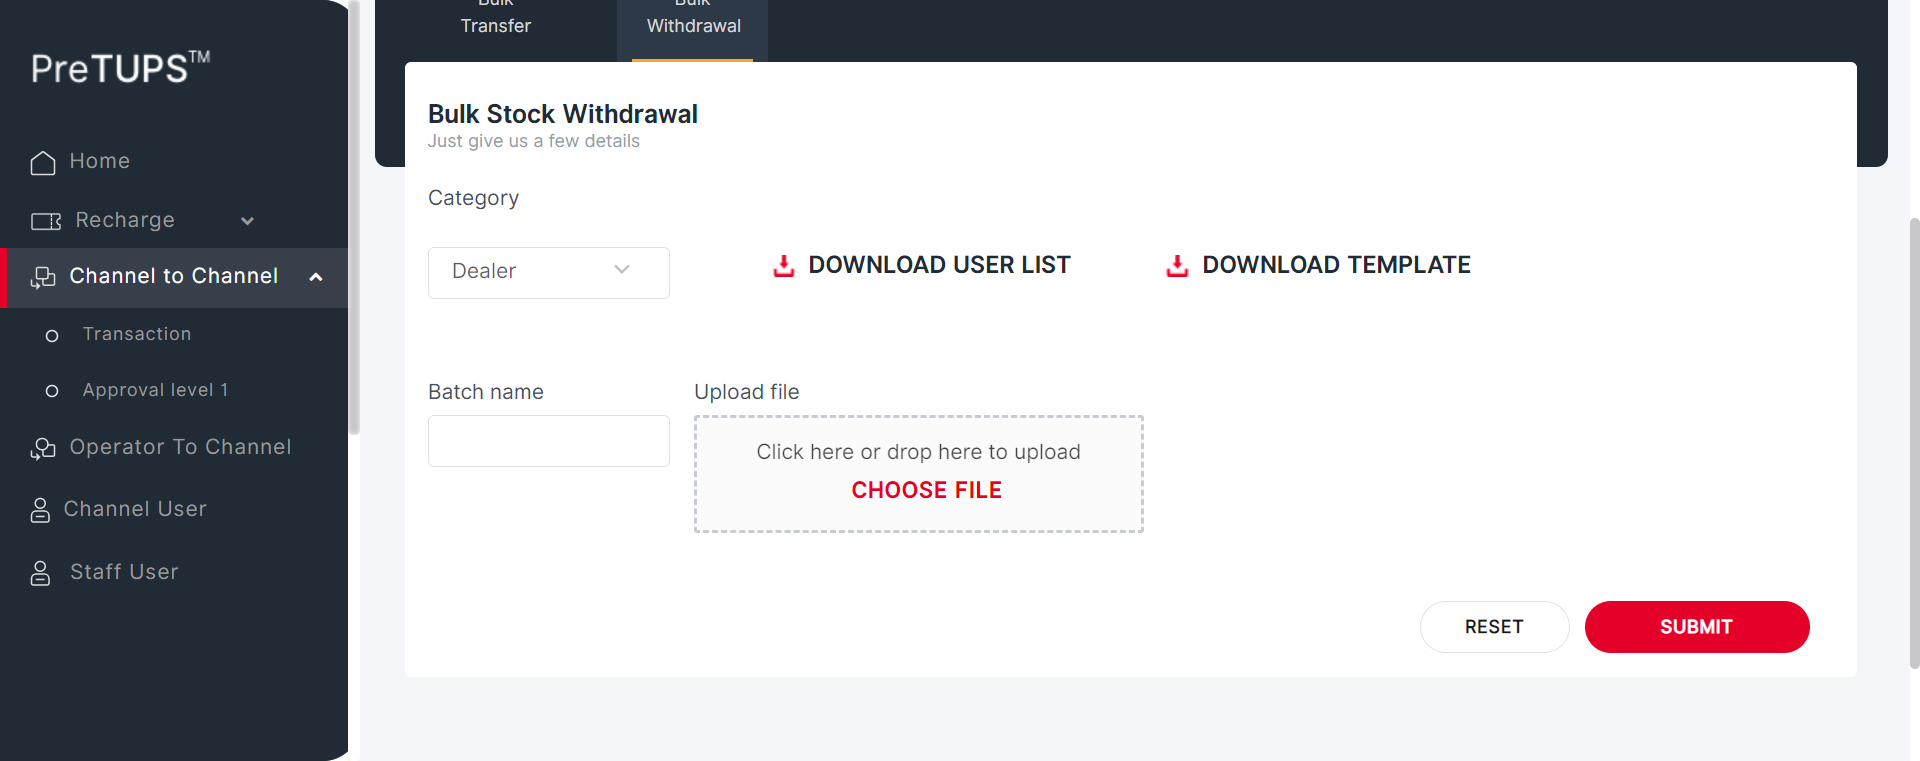 PreTUPS™
Home
Recharge
Channel to Channel
Transaction
Approval level 1
Operator To Channel
Channel User
Staff User
Bulk
Transfer
Bulk
Withdrawal
Bulk Stock Withdrawal
Just give us a few details
Category
Dealer
DOWNLOAD USER LIST
DOWNLOAD TEMPLATE
Batch name
Upload file
Click here or drop here to upload
CHOOSE FILE
RESET
SUBMIT